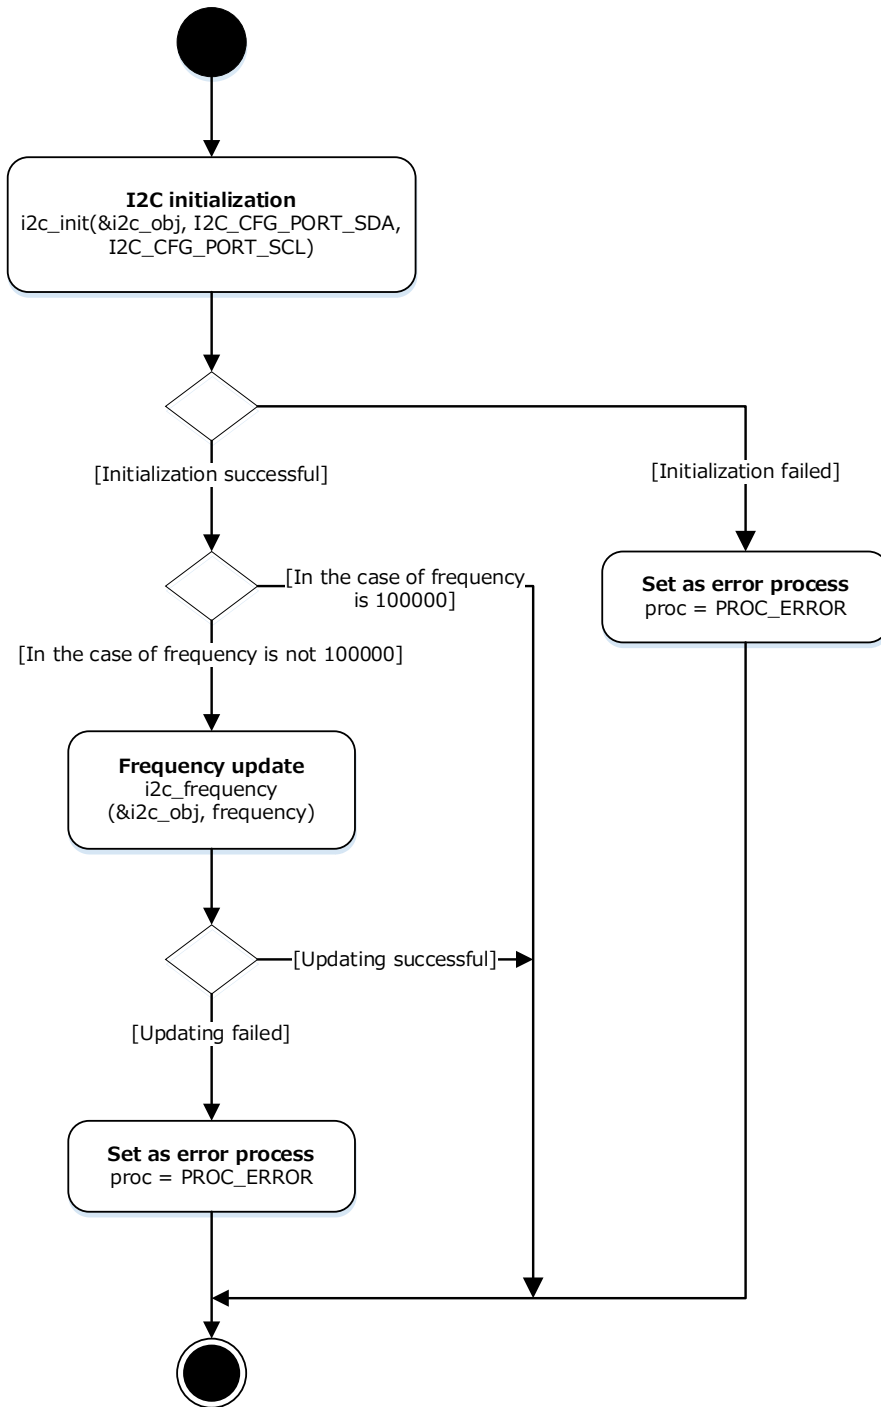 I2C initialization
i2c_init(&i2c_obj, I2C_CFG_PORT_SDA,
I2C_CFG_PORT_SCL)
[Initialization successful]
[Initialization failed]
[In the case of frequency
is 100000]
Set as error process
proc = PROC_ERROR
[In the case of frequency is not 100000]
Frequency update
i2c_frequency
(&i2c_obj, frequency)
[Updating successful]
[Updating failed]
Set as error process
proc = PROC_ERROR